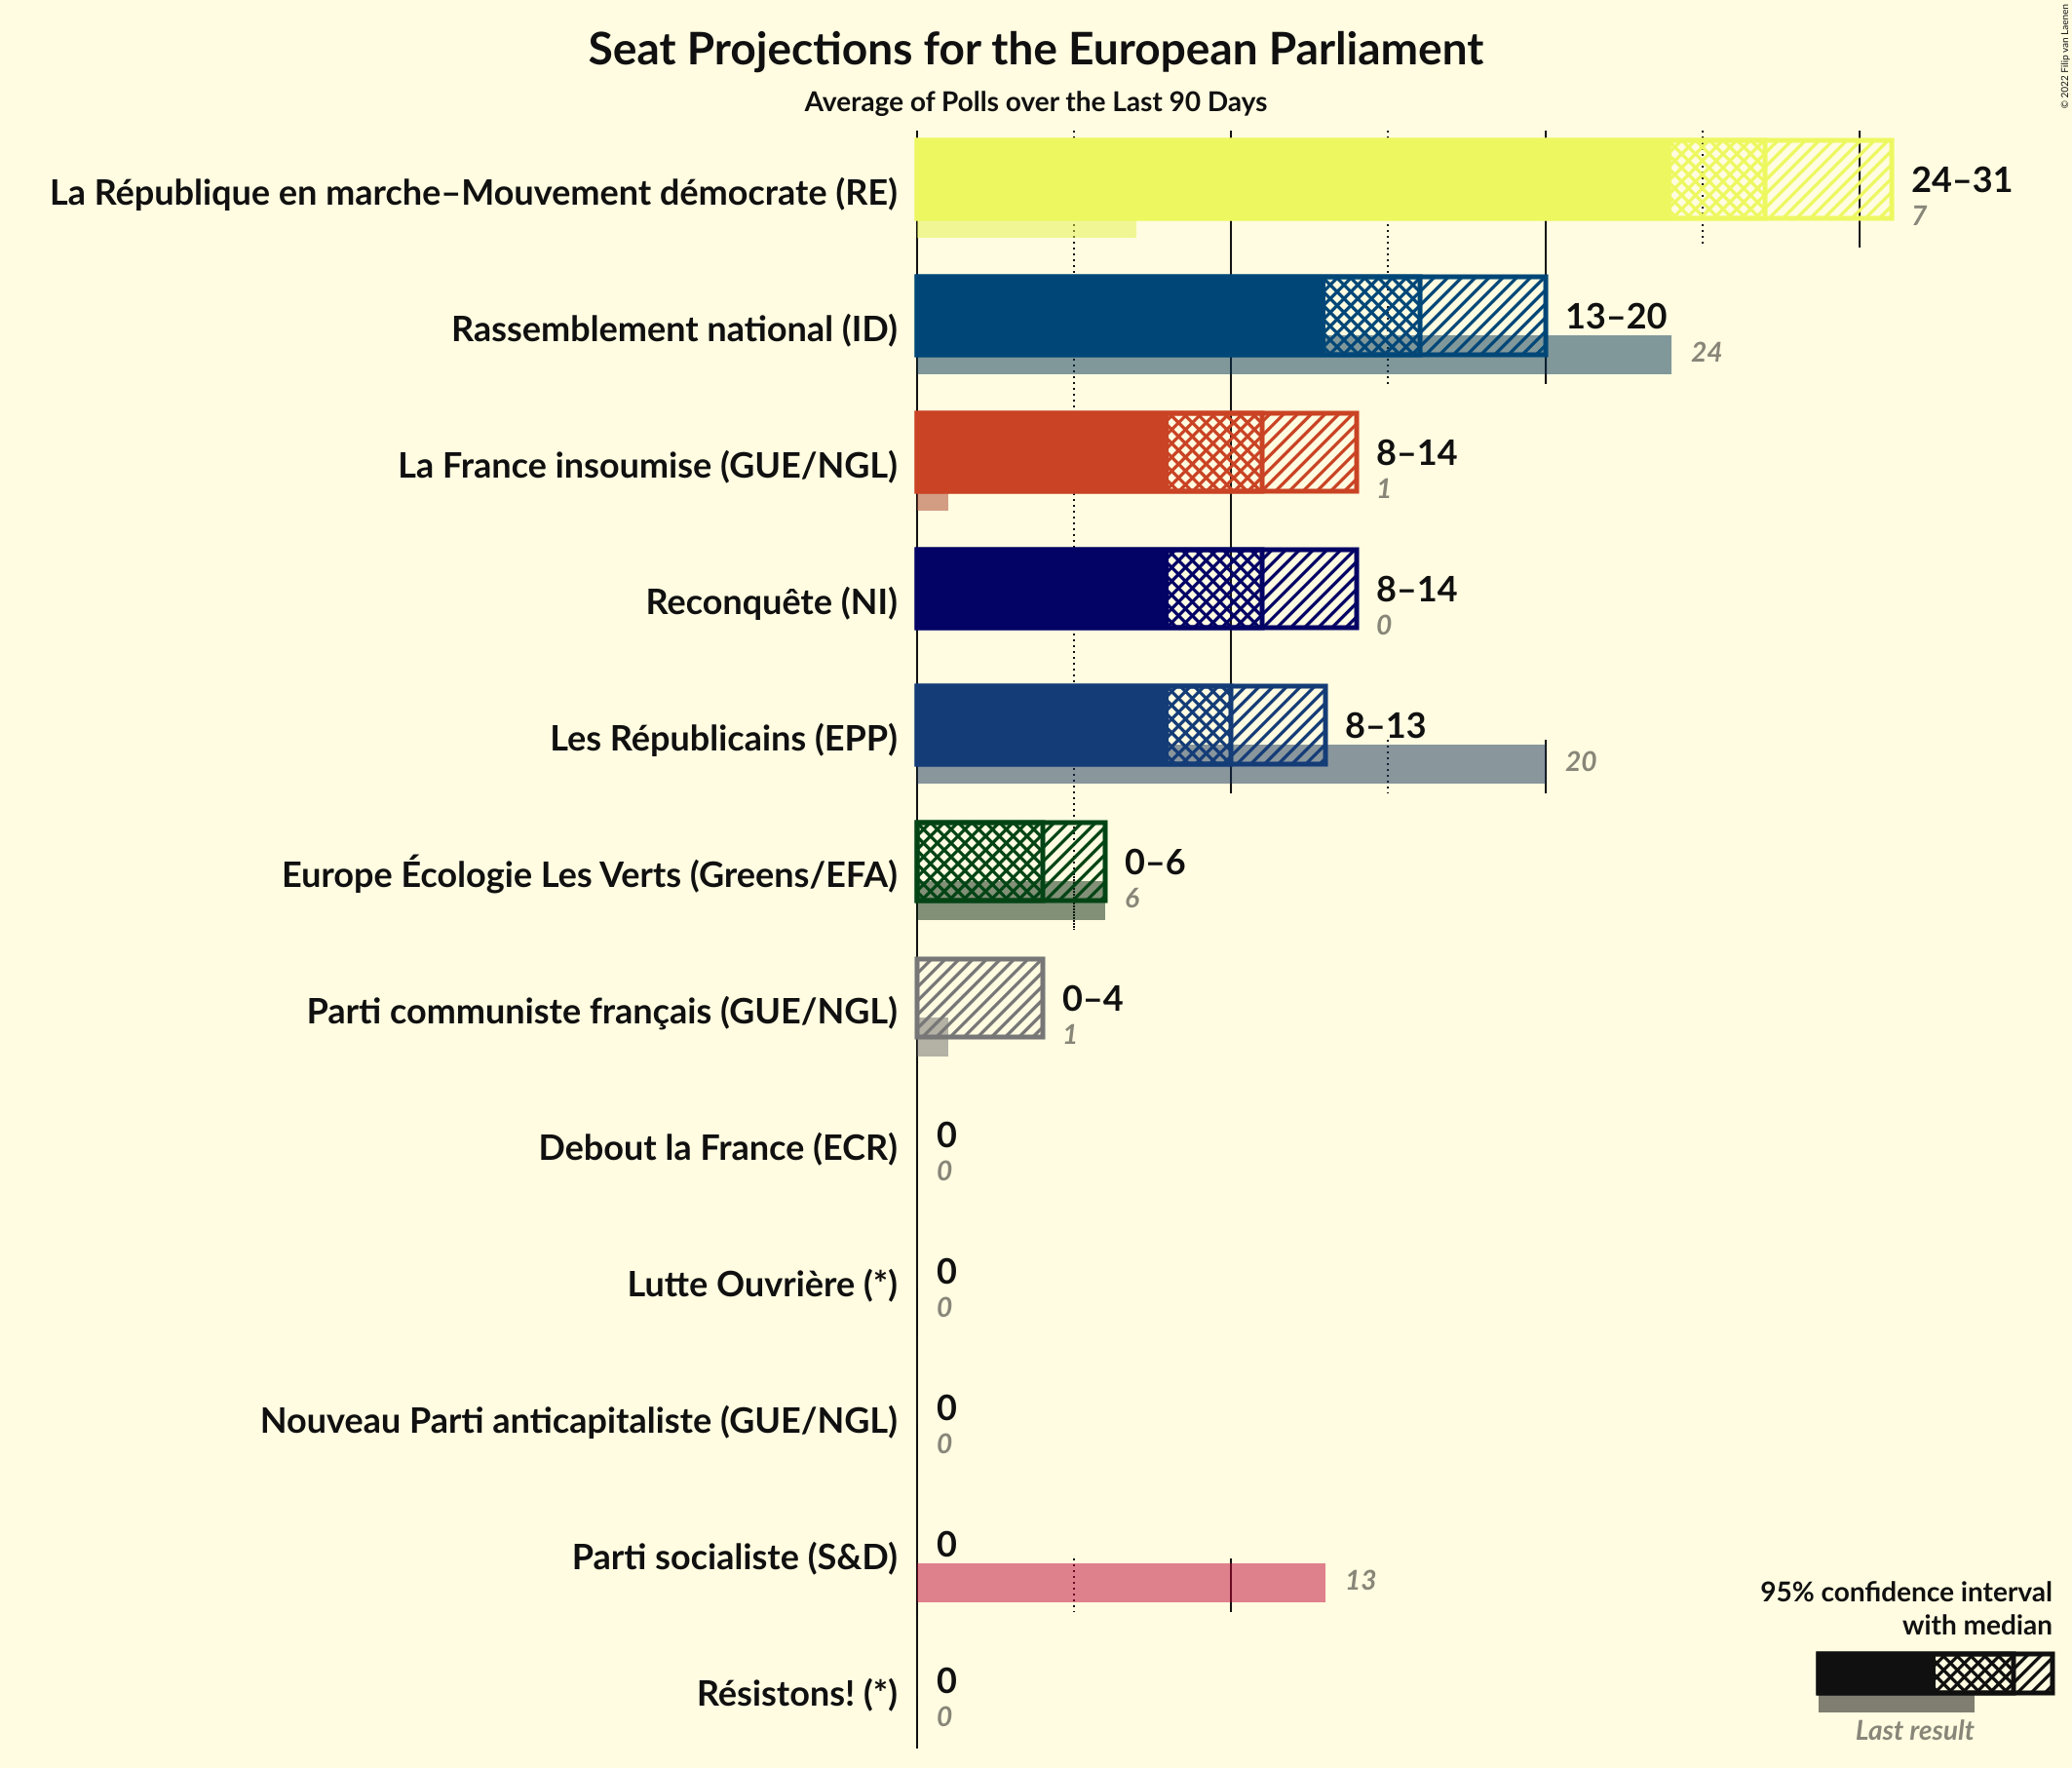 Seat Projections for the European Parliament
Average of Polls over the Last 90 Days
© 2022 Filip van Laenen
La République en marche–Mouvement démocrate (RE)
24–31
7
Rassemblement national (ID)
13–20
24
La France insoumise (GUE/NGL)
8–14
1
Reconquête (NI)
8–14
0
Les Républicains (EPP)
8–13
20
Europe Écologie Les Verts (Greens/EFA)
0–6
6
Parti communiste français (GUE/NGL)
0–4
1
Debout la France (ECR)
0
0
Lutte Ouvrière (*)
0
0
Nouveau Parti anticapitaliste (GUE/NGL)
0
0
Parti socialiste (S&D)
0
13
Résistons! (*)
0
0
95% confidence interval
with median
Last result